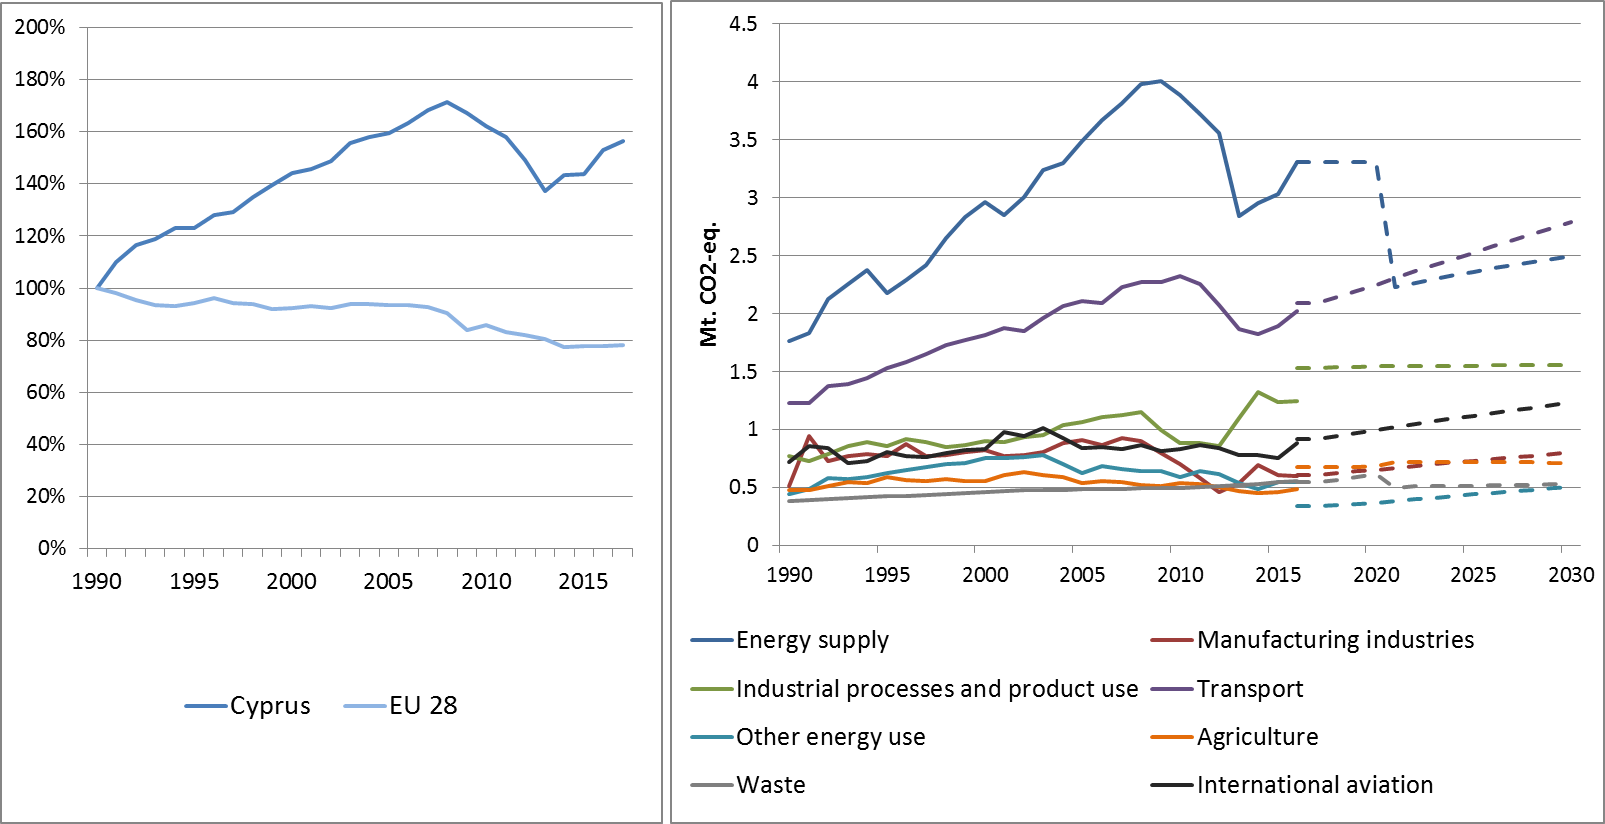 200%
180%
160%
140%
120%
100%
80%
60%
40%
20%
0%
1990 1995 2000 2005 2010 2015
Cyprus EU 28
Mt. CO2-eq.
4.5
4
3.5
3
2.5
2
1.5
1
0.5
0
1990 1995 2000 2005 2010 2015 2020 2025 2030
Energy supply Manufacturing industries
Industrial processes and product use Transport
Other energy use Agriculture
Waste International aviation